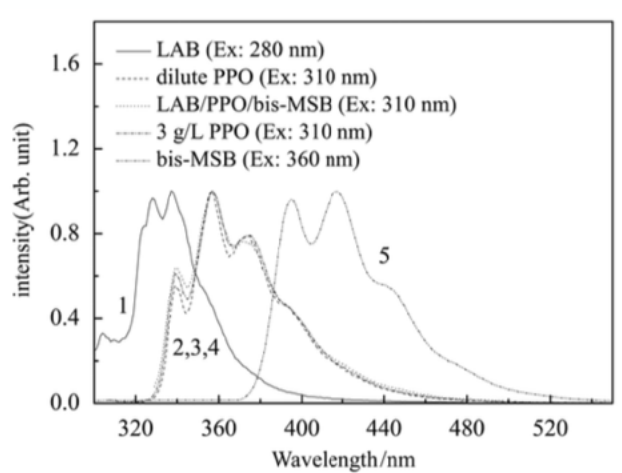 LAB (Ex: 280 nm)
dilute PPO (Ex: 310 nm)
LAB/PPO/bis-MSB (Ex: 310 nm)
3 g/L PPO (Ex: 310 nm)
bis-MSB (Ex: 360 nm)
intensity(Arb. unit)
1.6
1.2
0.8
0.4
0.0
1
2,3,4
5
320 360 400 440 480 520
Wavelength/nm